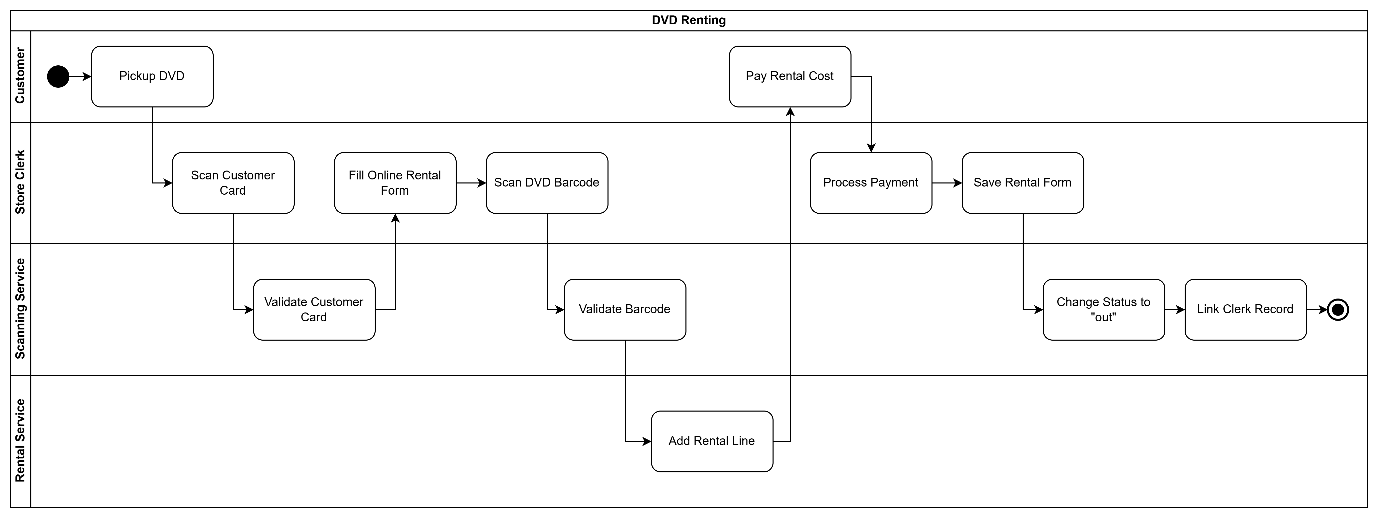 DVD Renting
Customer
Pickup DVD
Pay Rental Cost
Store Clerk
Scan Customer
Card
Fill Online Rental
Form
Scan DVD Barcode
Process Payment
Save Rental Form
Scanning Service
Validate Customer
Card
Validate Barcode
Change Status to
"out"
Link Clerk Record
Rental Service
Add Rental Line